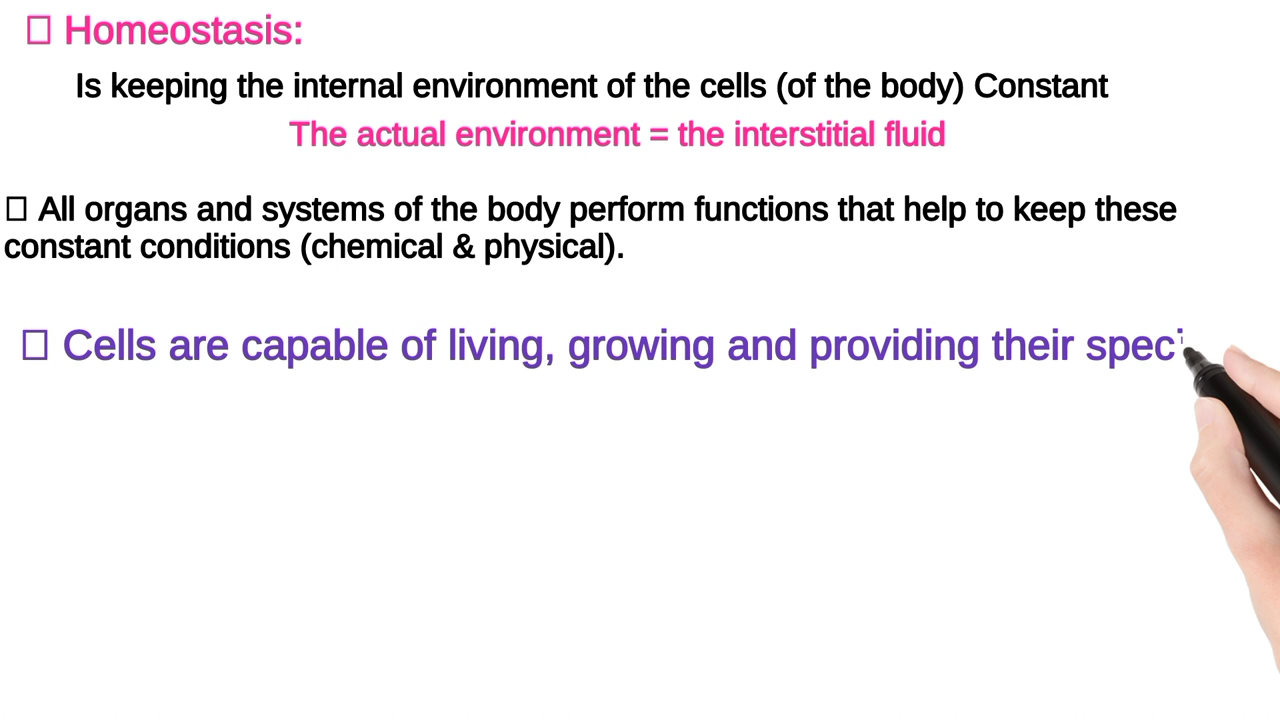 Homeostasis:
Is keeping the internal environment of the cells (of the body) Constant
The actual environment = the interstitial fluid
All organs and systems of the body perform functions that help to keep these
constant conditions (chemical & physical).
Cells are capable of living, growing and providing their speci